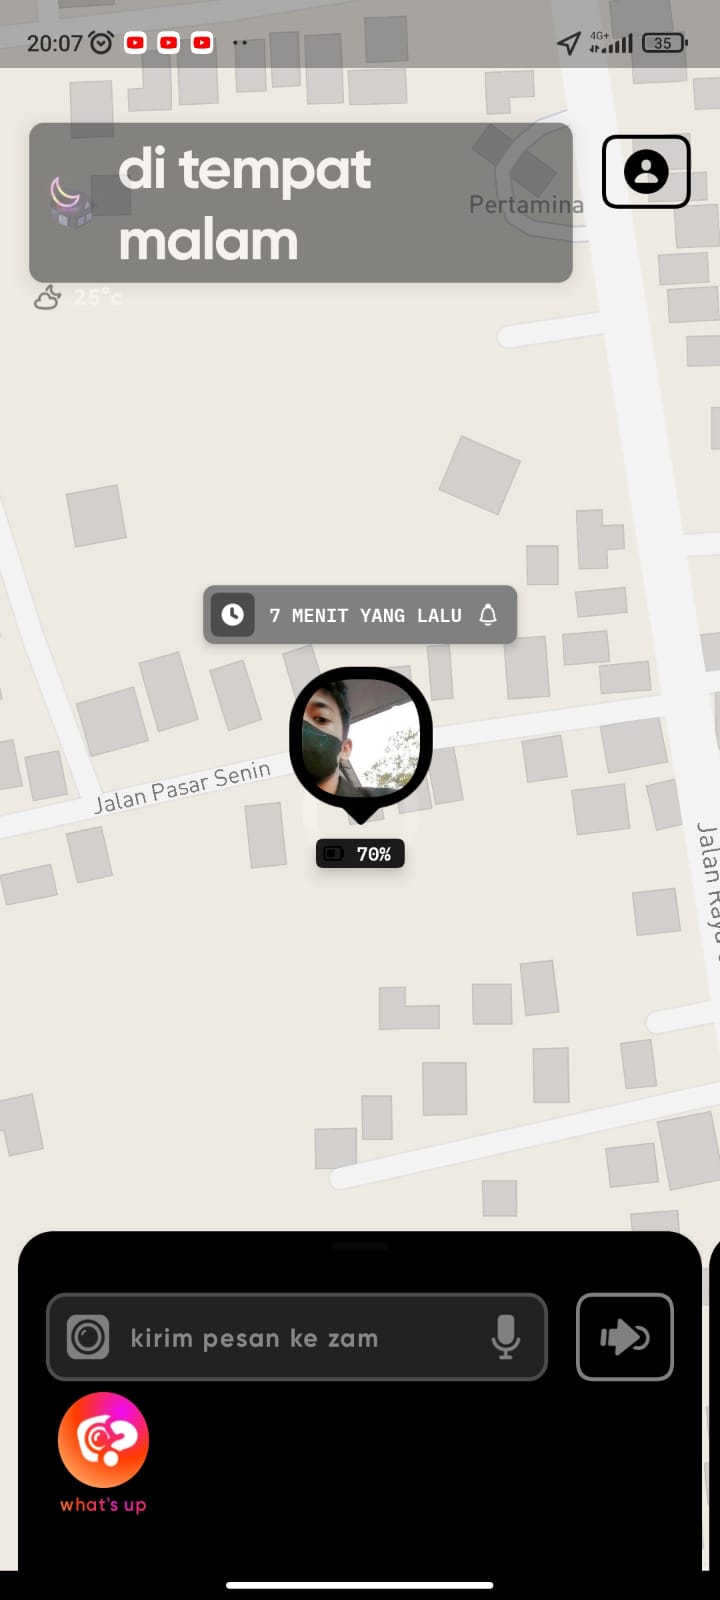 20:07
4G+
35
di tempat
malam
Pertamina
25°c
7 MENIT YANG LALU
Jalan Pasar Senin
70%
Jalan Raya
kirim pesan ke zam
what's up